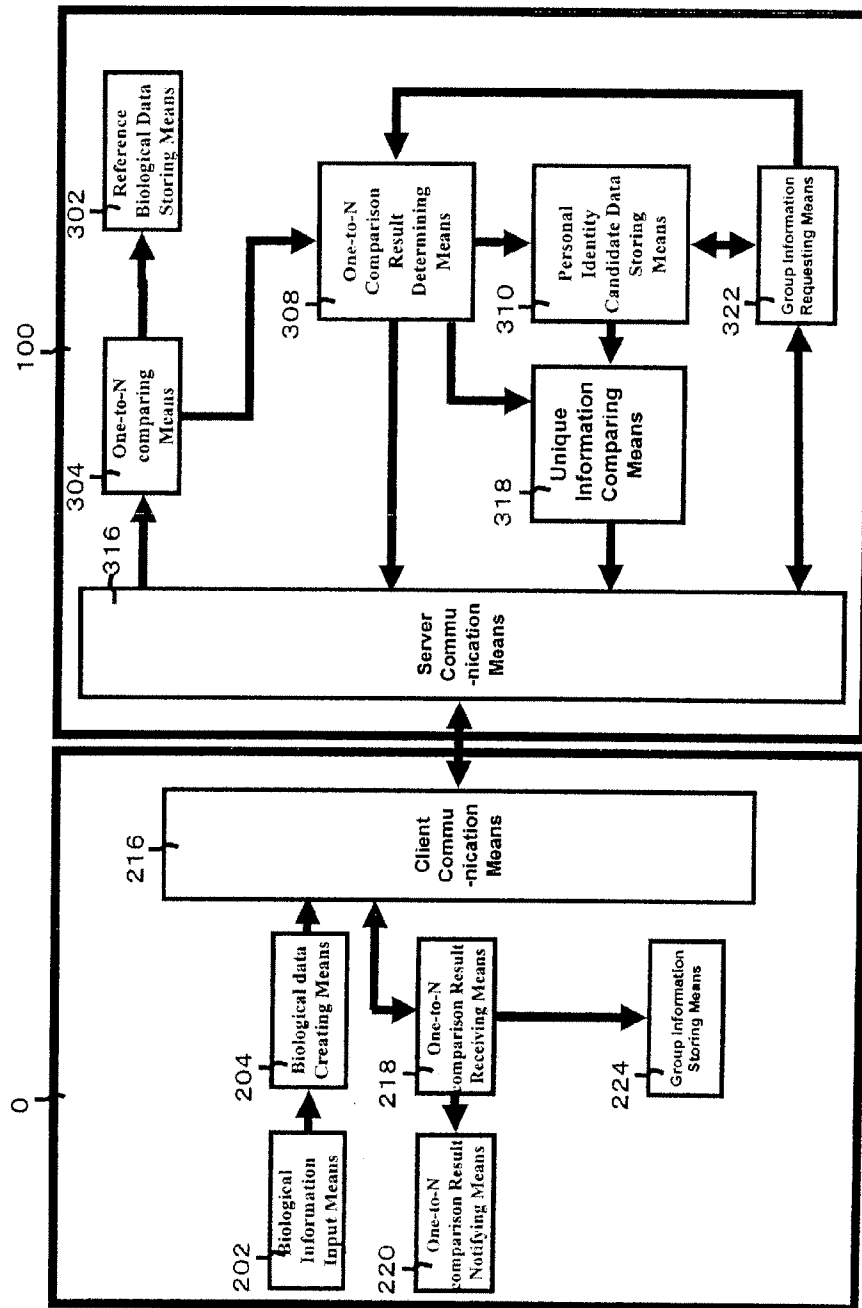 0
202
Biological
Information
Input Means
204
Biological data
Creating Means
216
Client
Commu
-nication
Means
220
One-to-N
comparison Result
Notifying Means
218
One-to-N
comparison Result
Receiving Means
224
Group Information
Storing Means
100
316
Server
Commu
-nication
Means
304
One-to-N
comparing
Means
302
Reference
Biological Data
Storing Means
308
One-to-N
Comparison
Result
Determining
Means
318
Unique
Information
Comparing
Means
310
Personal
Identity
Candidate Data
Storing
Means
322
Group Information
Requesting Means